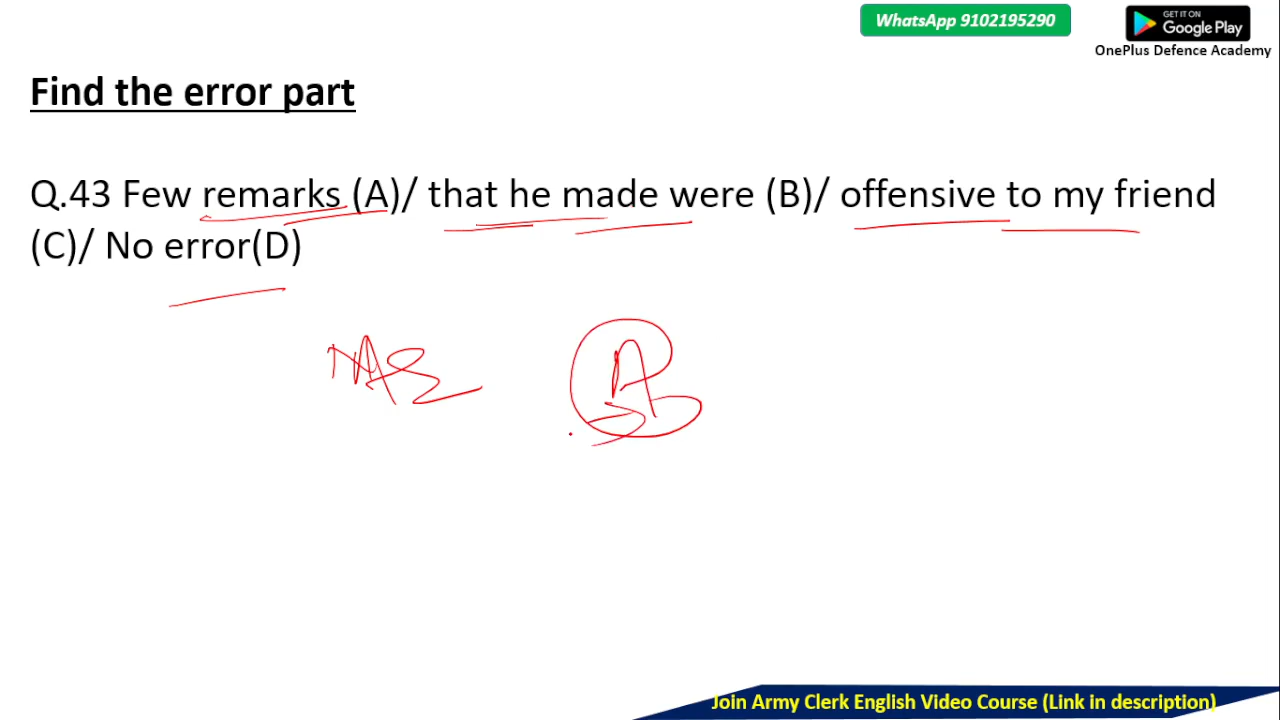 WhatsApp 9102195290
GET IT ON
Google Play
OnePlus Defence Academy
Find the error part
Q.43 Few remarks (A)/ that he made were (B)/ offensive to my friend
(C)/ No error(D)
A
Join Army Clerk English Video Course (Link in description)